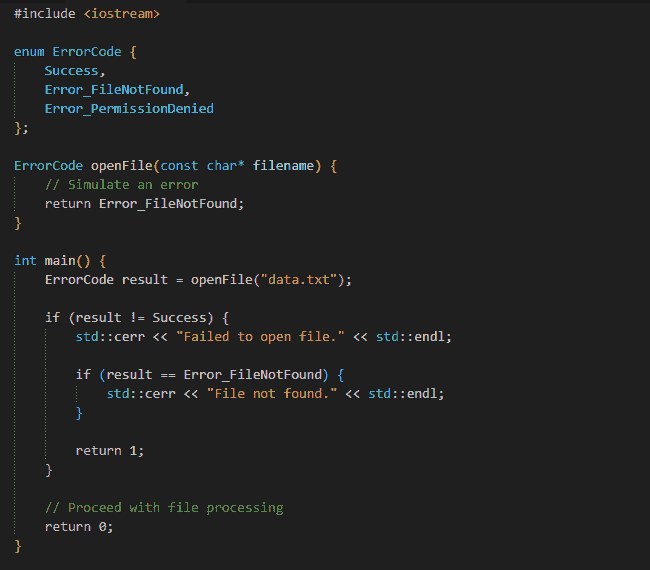 #include <iostream>
enum ErrorCode {
    Success,
    Error_FileNotFound,
    Error_PermissionDenied
};
ErrorCode openFile(const char* filename) {
    // Simulate an error
    return Error_FileNotFound;
}
int main() {
    ErrorCode result = openFile("data.txt");
    if (result != Success) {
        std::cerr << "Failed to open file." << std::endl;
        if (result == Error_FileNotFound) {
            std::cerr << "File not found." << std::endl;
        }
        return 1;
    }
    // Proceed with file processing
    return 0;
}